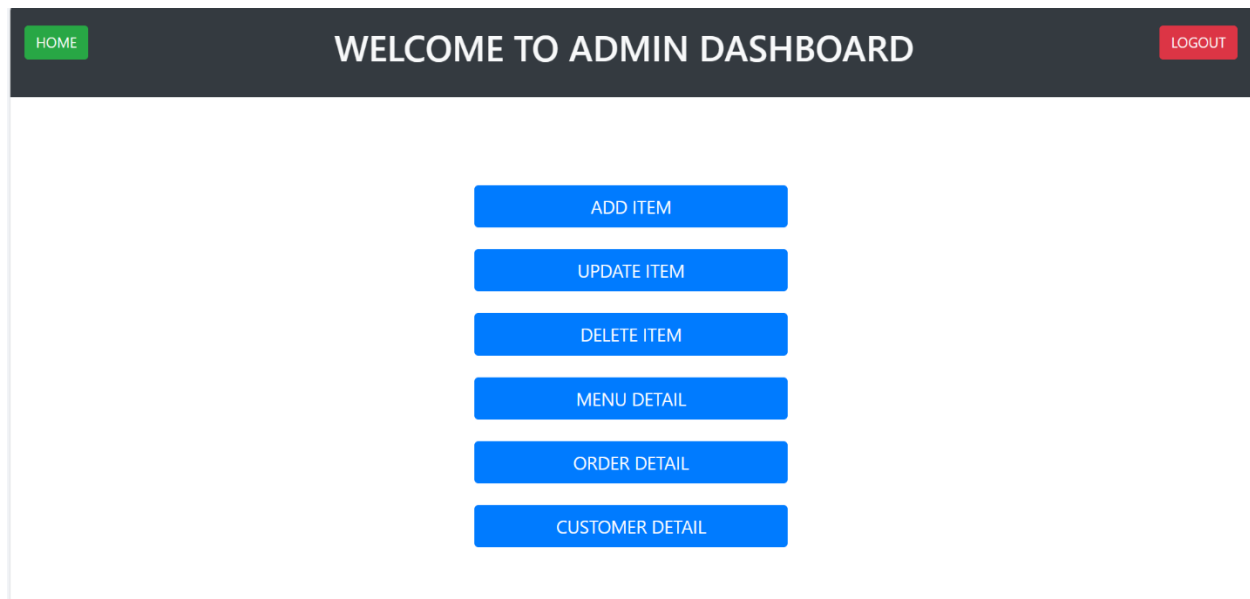 HOME
WELCOME TO ADMIN DASHBOARD
LOGOUT
ADD ITEM
UPDATE ITEM
DELETE ITEM
MENU DETAIL
ORDER DETAIL
CUSTOMER DETAIL